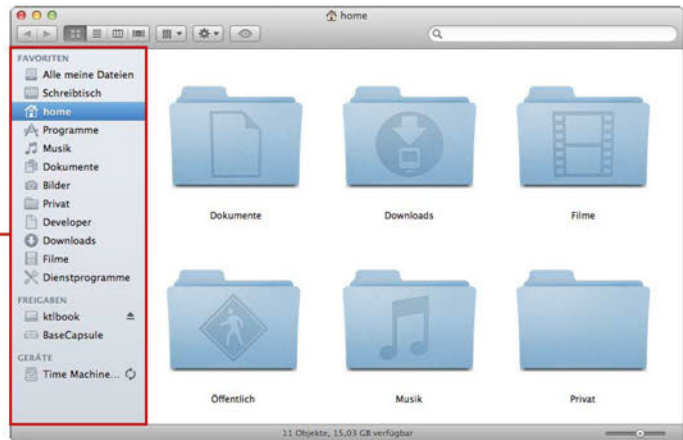 home
FAVORITEN
Alle meine Dateien
Schreibtisch
home
Programme
Musik
Dokumente
Bilder
Privat
Developer
Downloads
Filme
Dienstprogramme
FREIGABEN
ktlbook
BaseCapsule
GERÄTE
Time Machine...
Dokumente
Downloads
Filme
Öffentlich
Musik
Privat
11 Objekte, 15,03 GB verfügbar